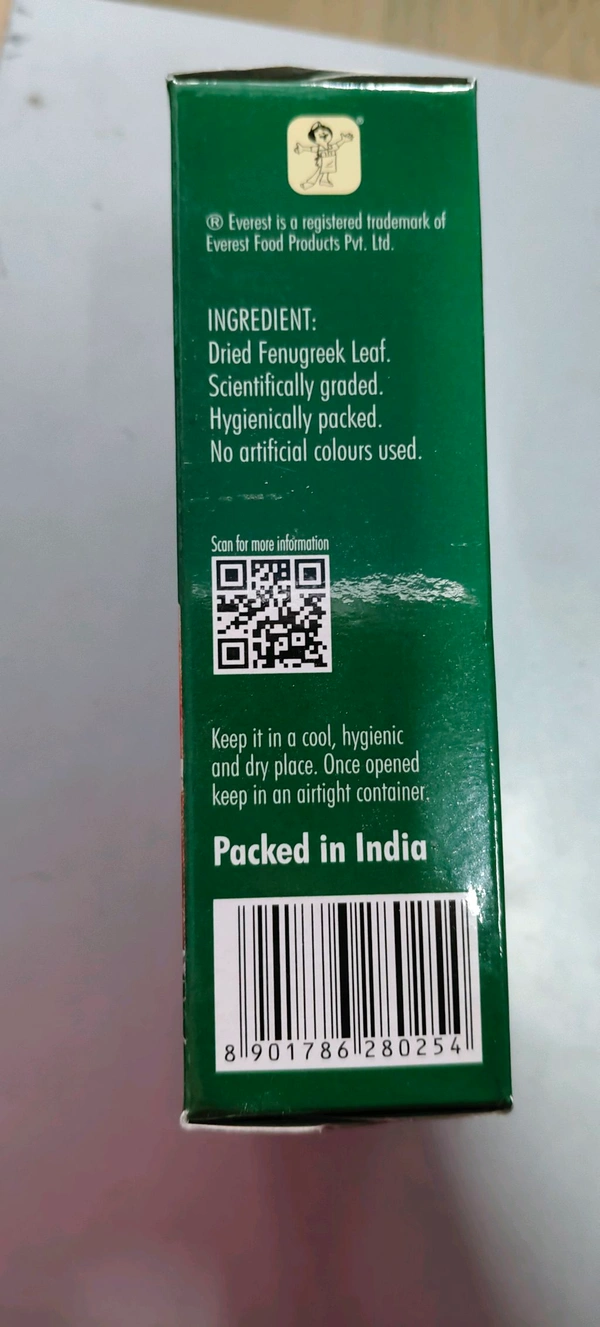 ® Everest is a registered trademark of
Everest Food Products Pvt. Ltd.
INGREDIENT:
Dried Fenugreek Leaf.
Scientifically graded.
Hygienically packed.
No artificial colours used.
Scan for more information
Keep it in a cool, hygienic
and dry place. Once opened
keep in an airtight container.
Packed in India
8 901786 280254